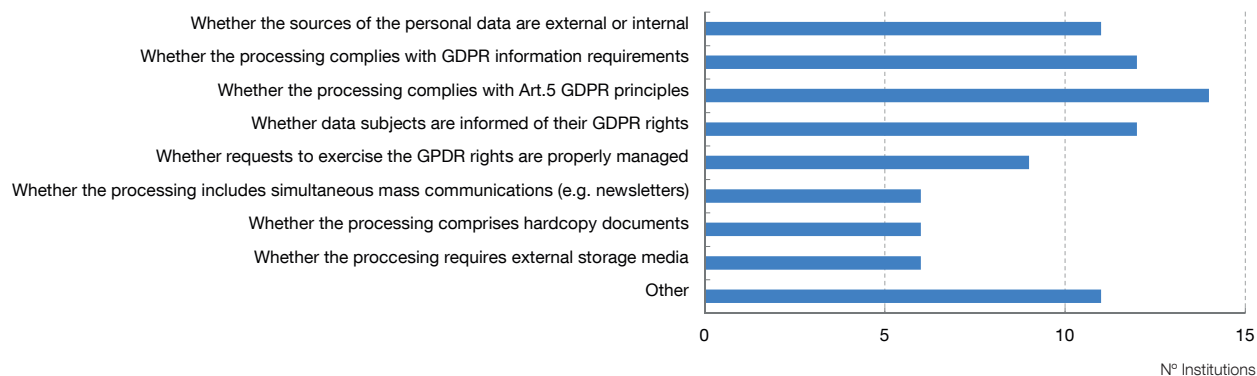 Whether the sources of the personal data are external or internal
Whether the processing complies with GDPR information requirements
Whether the processing complies with Art.5 GDPR principles
Whether data subjects are informed of their GDPR rights
Whether requests to exercise the GPDR rights are properly managed
Whether the processing includes simultaneous mass communications (e.g. newsletters)
Whether the processing comprises hardcopy documents
Whether the proccesing requires external storage media
Other
0 5 10 15
Nº Institutions